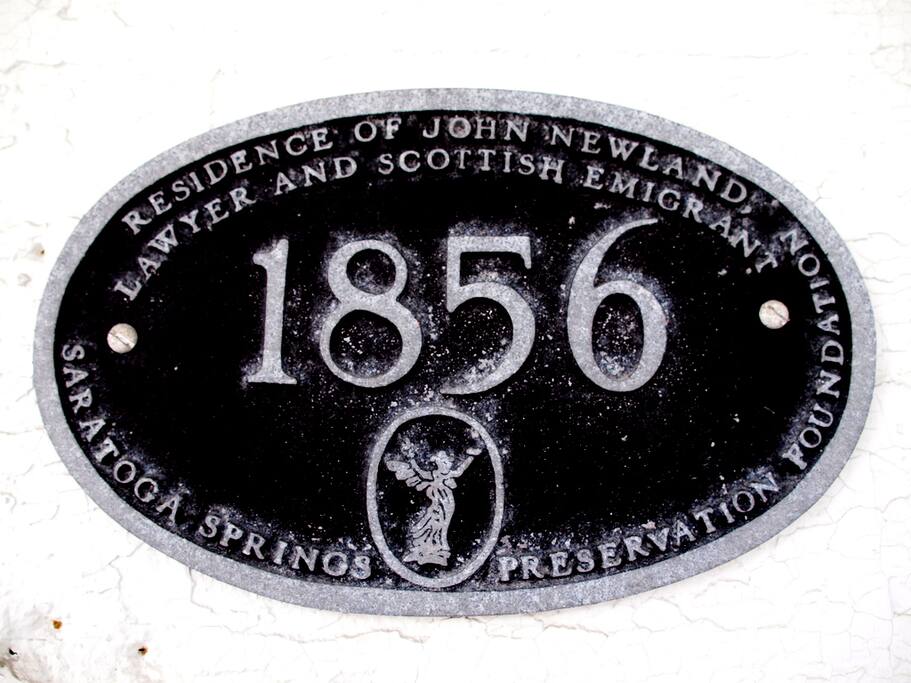 RESIDENCE OF JOHN NEWLAND,
LAWYER AND SCOTTISH EMIGRANT
1856
SARATOGA SPRINGS PRESERVATION FOUNDATION